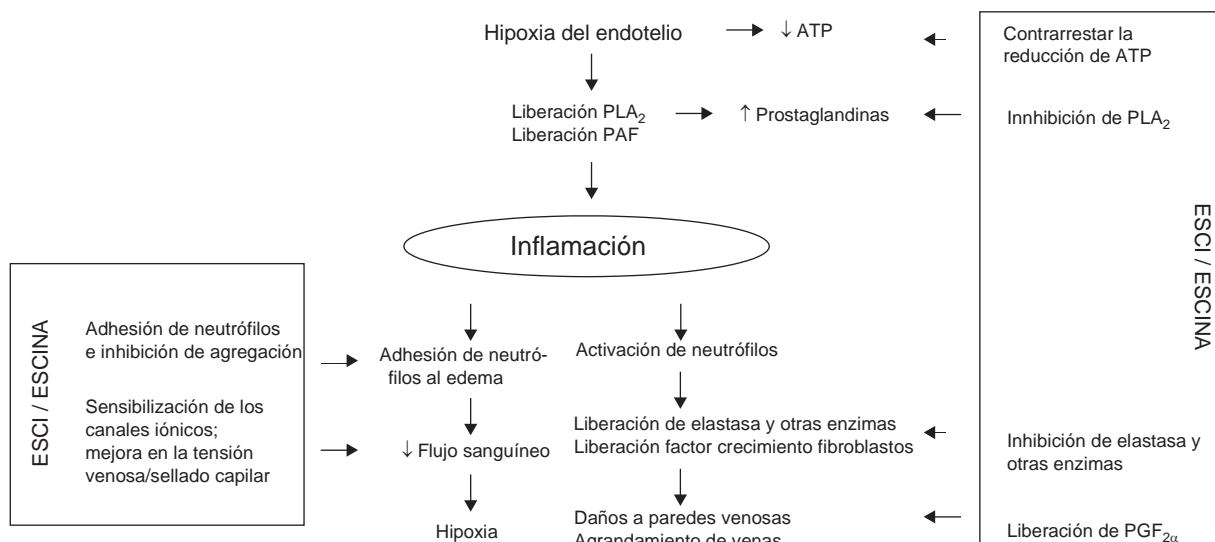 Hipoxia del endotelio
↓ ATP
Contrarrestar la
reducción de ATP
Liberación PLA₂
Liberación PAF
↑ Prostaglandinas
Innhibición de PLA₂
Inflamación
ESCI / ESCINA
ESCI / ESCINA
Adhesión de neutrófilos
e inhibición de agregación
Adhesión de neutró-
filos al edema
Activación de neutrófilos
Sensibilización de los
canales iónicos;
mejora en la tensión
venosa/sellado capilar
↓ Flujo sanguíneo
Liberación de elastasa y otras enzimas
Liberación factor crecimiento fibroblastos
Inhibición de elastasa y
otras enzimas
Hipoxia
Daños a paredes venosas
Agrandamiento de venas
Liberación de PGF₂α